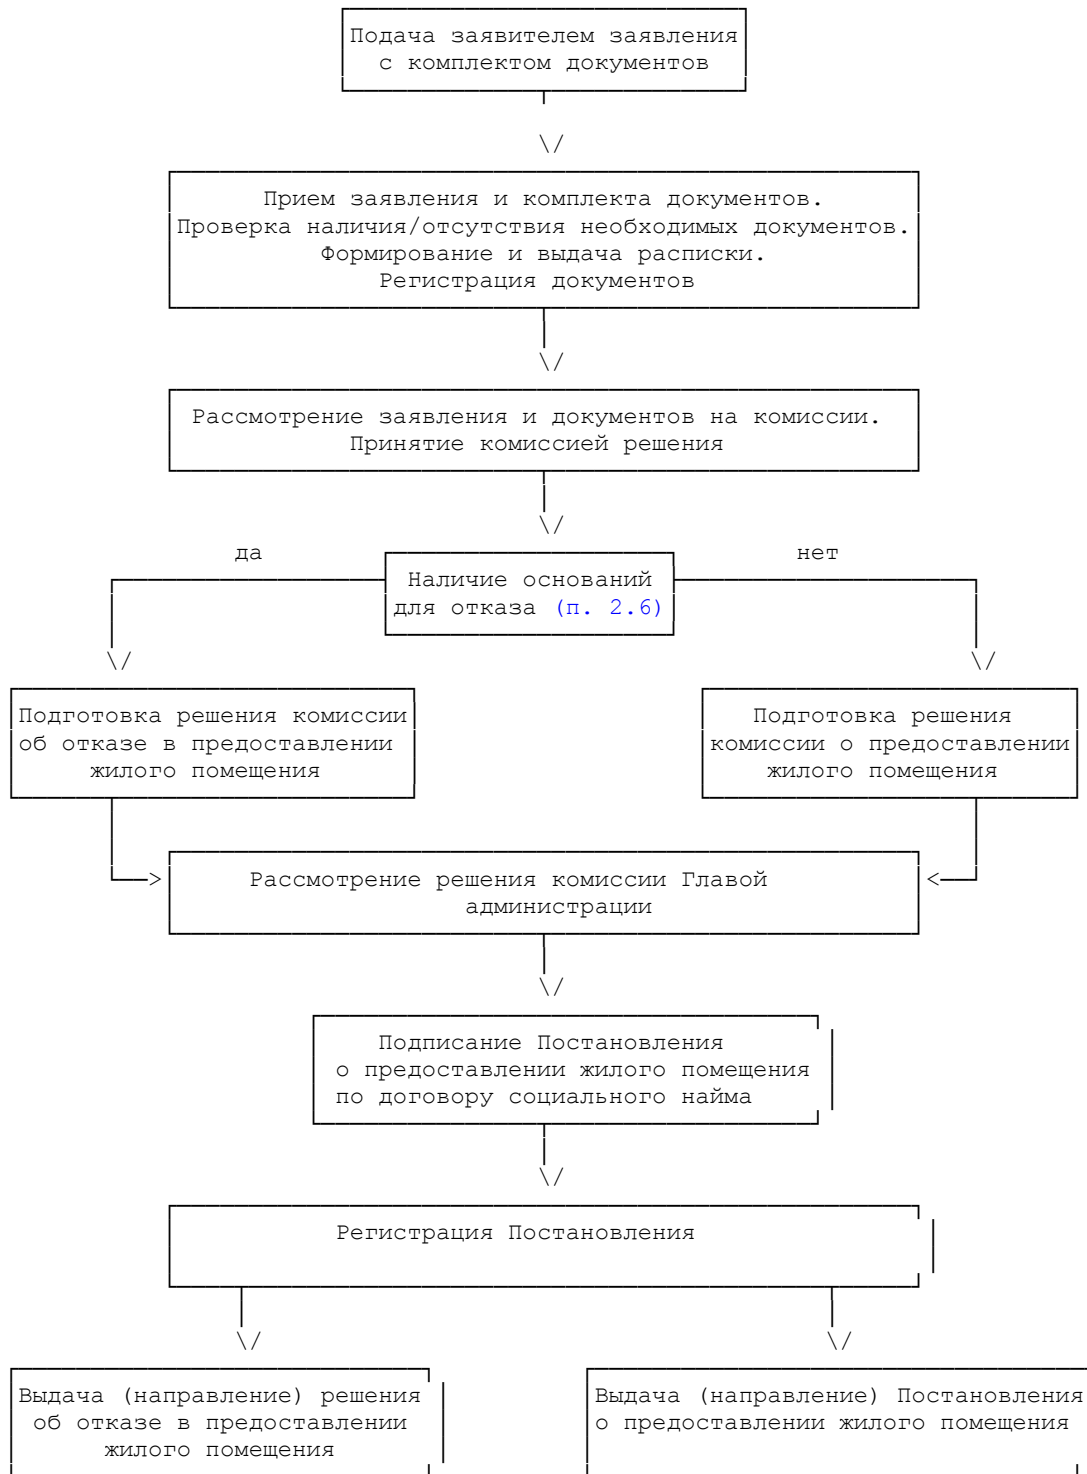 Подача заявителем заявления
с комплектом документов
Прием заявления и комплекта документов.
Проверка наличия/отсутствия необходимых документов.
Формирование и выдача расписки.
Регистрация документов
Рассмотрение заявления и документов на комиссии.
Принятие комиссией решения
да
нет
Наличие оснований
для отказа (п. 2.6)
Подготовка решения комиссии
об отказе в предоставлении
жилого помещения
Подготовка решения
комиссии о предоставлении
жилого помещения
Рассмотрение решения комиссии Главой
администрации
Подписание Постановления
о предоставлении жилого помещения
по договору социального найма
Регистрация Постановления
Выдача (направление) решения
об отказе в предоставлении
жилого помещения
Выдача (направление) Постановления
о предоставлении жилого помещения